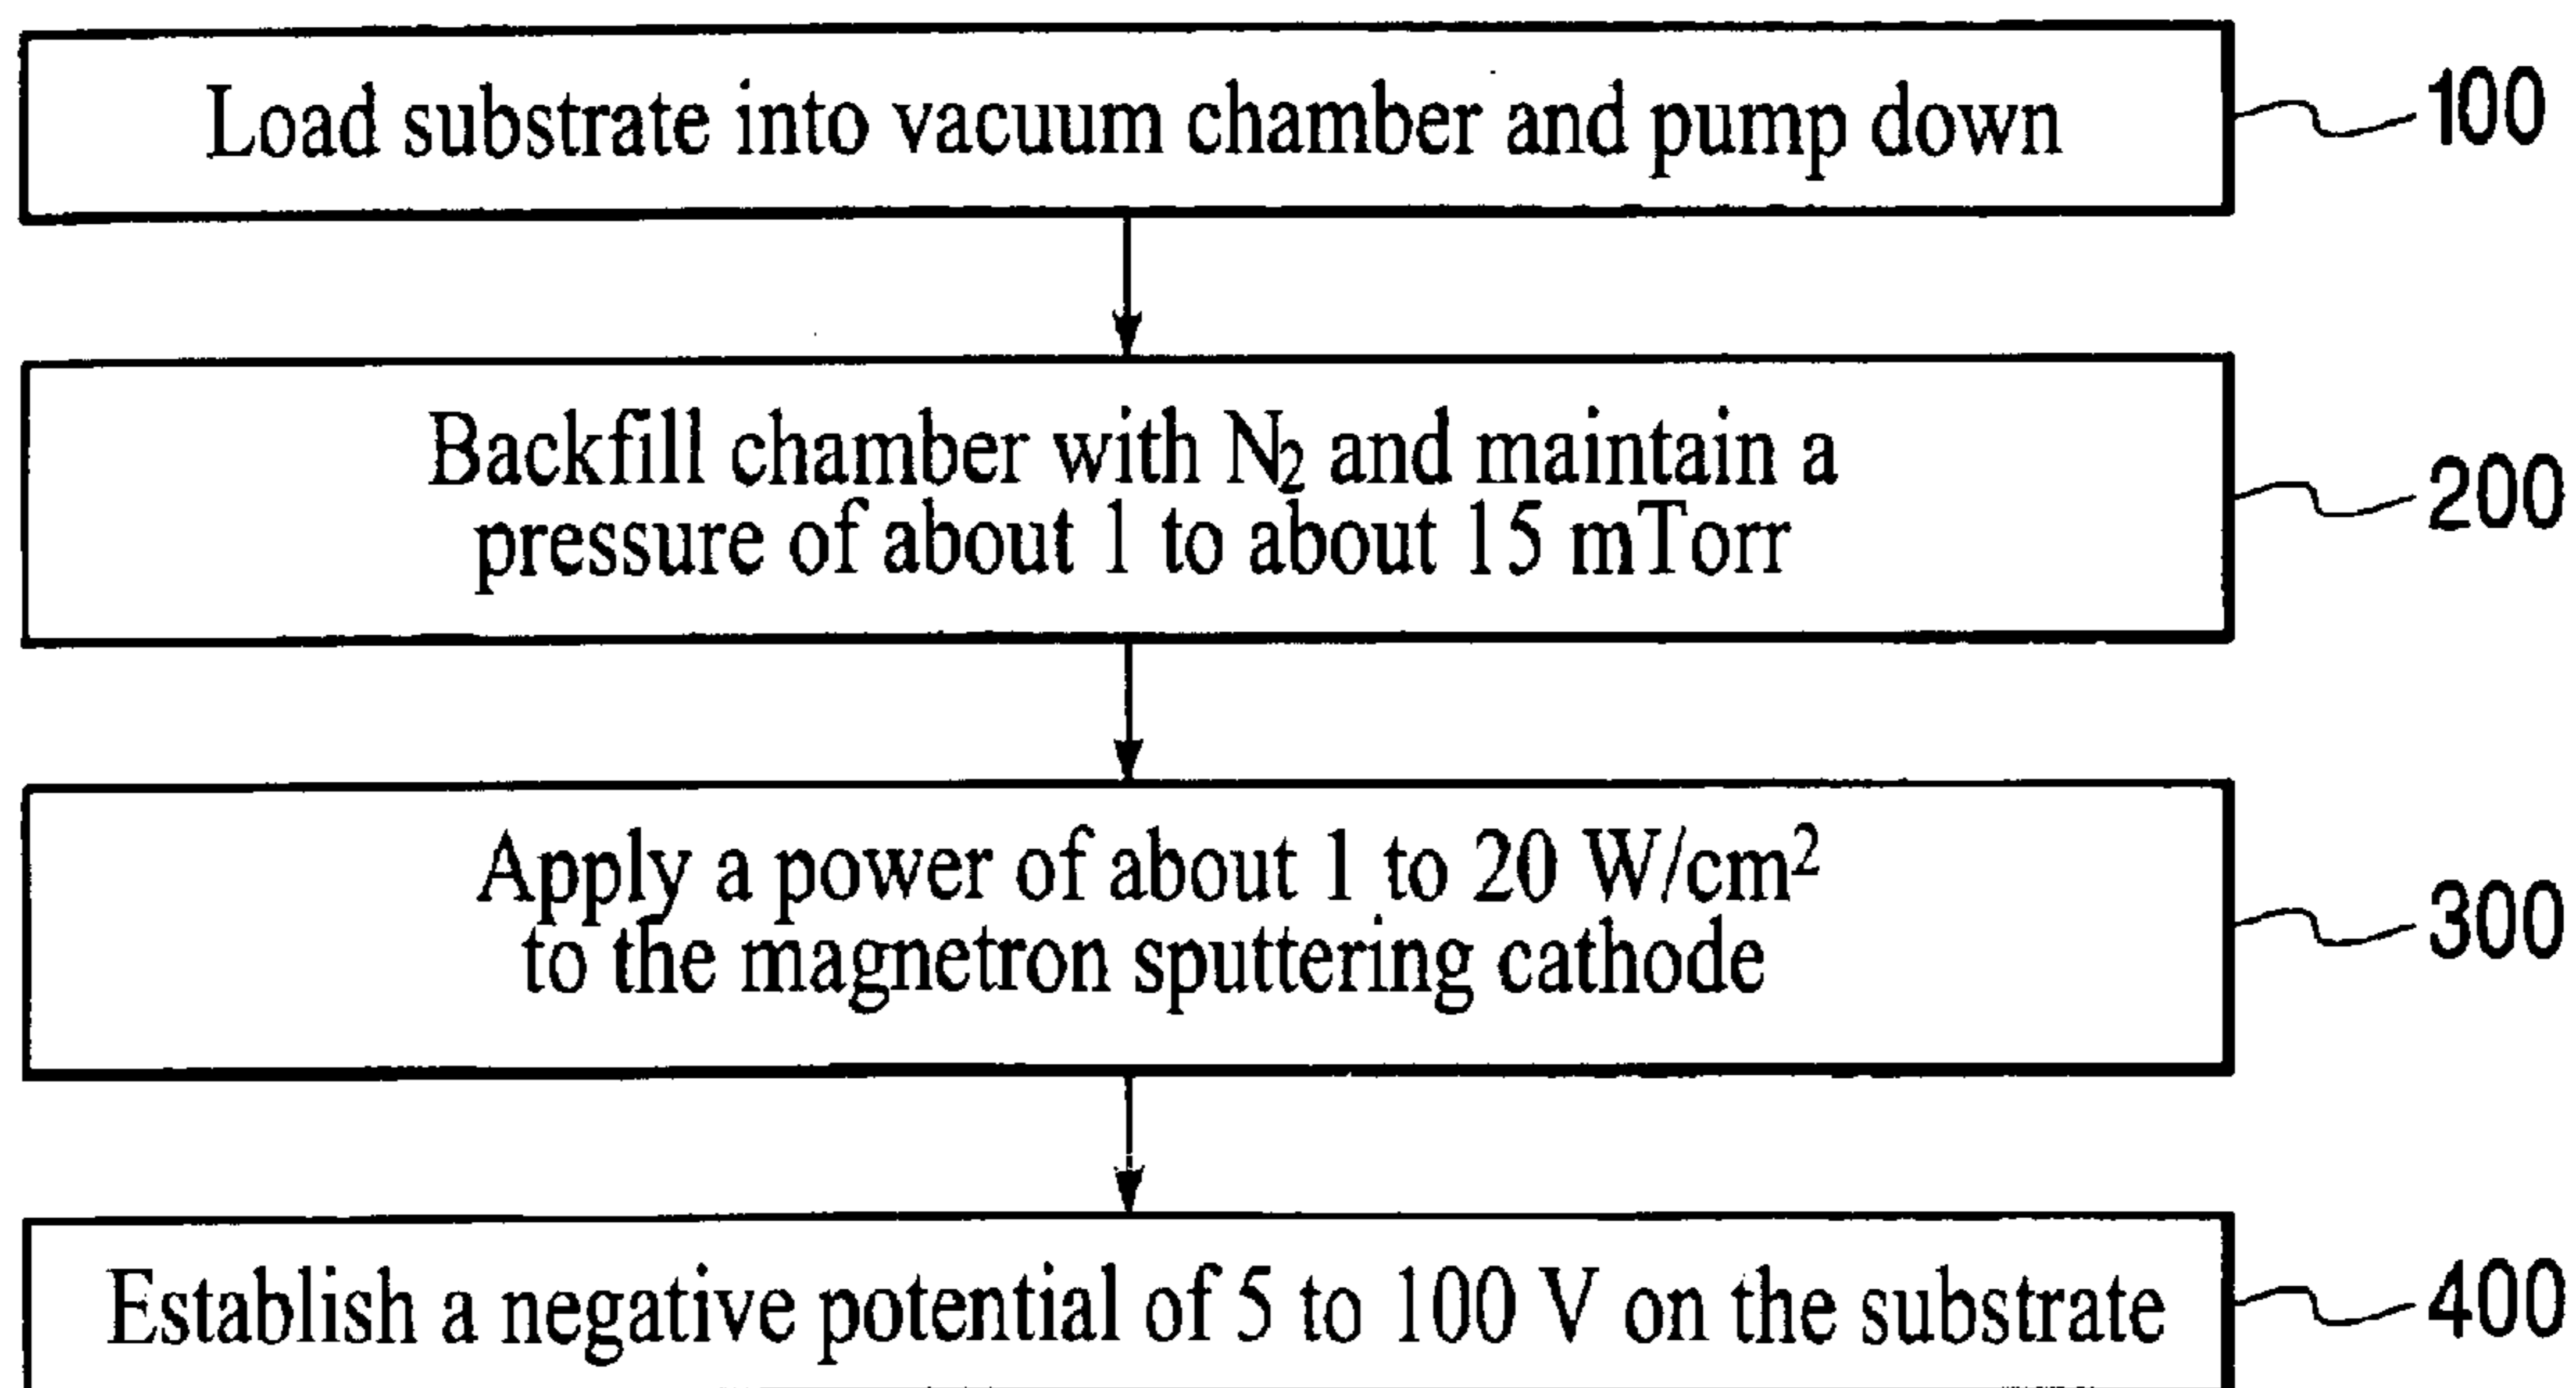 Load substrate into vacuum chamber and pump down
100
Backfill chamber with N₂ and maintain a
pressure of about 1 to about 15 mTorr
200
Apply a power of about 1 to 20 W/cm²
to the magnetron sputtering cathode
300
Establish a negative potential of 5 to 100 V on the substrate
400